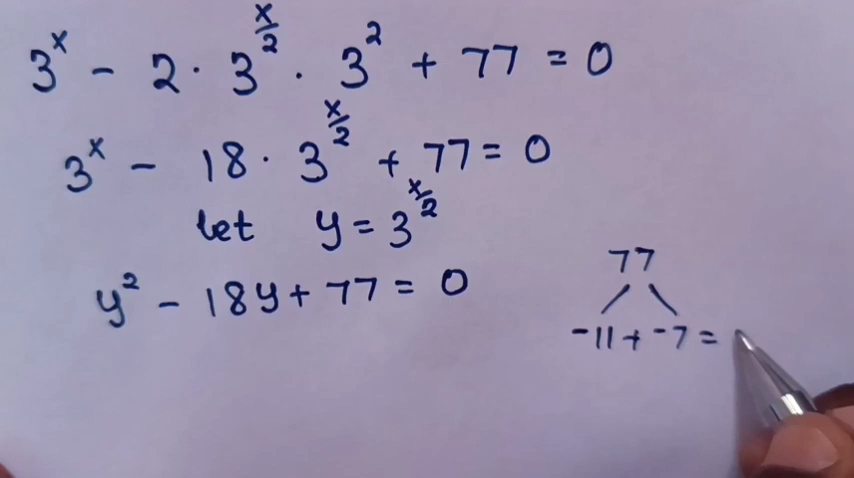 3^x - 2 · 3^(x/2) · 3^2 + 77 = 0
3^x - 18 · 3^(x/2) + 77 = 0
let y = 3^(x/2)
y^2 - 18y + 77 = 0
77
-11 + -7 =